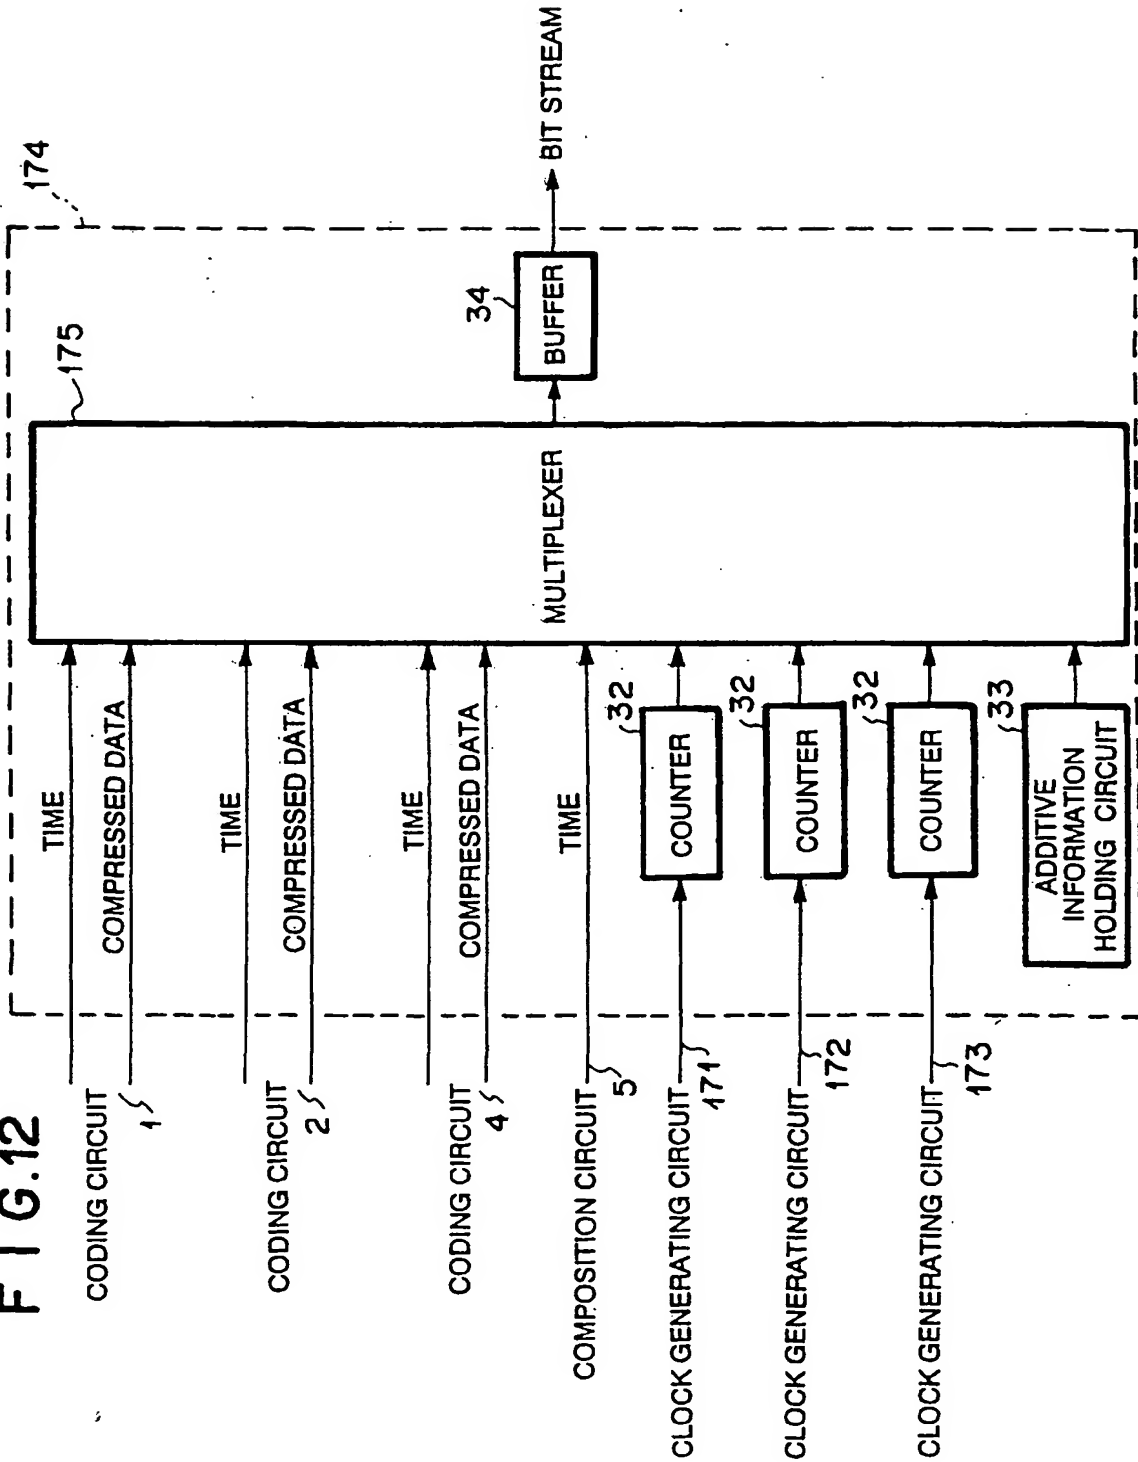 FIG.12
174
175
TIME
CODING CIRCUIT
1
COMPRESSED DATA
TIME
CODING CIRCUIT
2
COMPRESSED DATA
TIME
CODING CIRCUIT
4
COMPRESSED DATA
COMPOSITION CIRCUIT
5
TIME
MULTIPLEXER
34
BUFFER
BIT STREAM
CLOCK GENERATING CIRCUIT
171
32
COUNTER
CLOCK GENERATING CIRCUIT
172
32
COUNTER
CLOCK GENERATING CIRCUIT
173
32
COUNTER
33
ADDITIVE
INFORMATION
HOLDING CIRCUIT